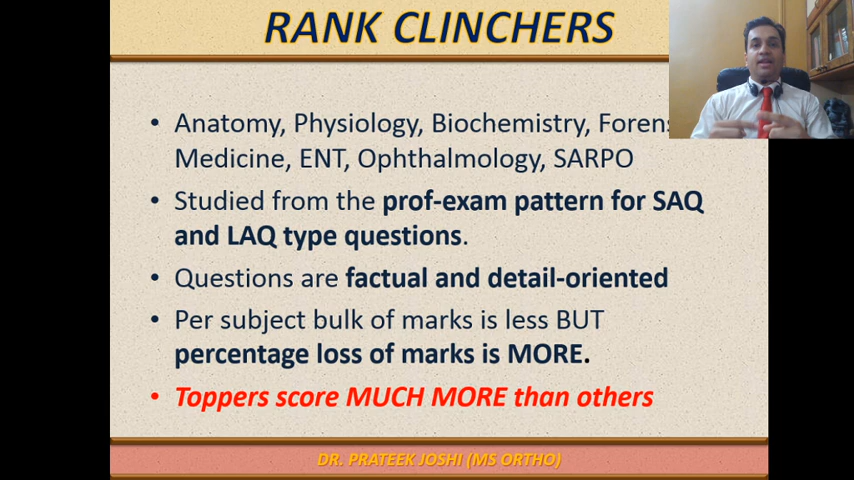 RANK CLINCHERS
• Anatomy, Physiology, Biochemistry,
Medicine, ENT, Ophthalmology, SARPO
• Studied from the prof-exam pattern for SAQ
and LAQ type questions.
• Questions are factual and detail-oriented
• Per subject bulk of marks is less BUT
percentage loss of marks is MORE.
• Toppers score MUCH MORE than others
DR. PRATEEK JOSHI (MS ORTHO)